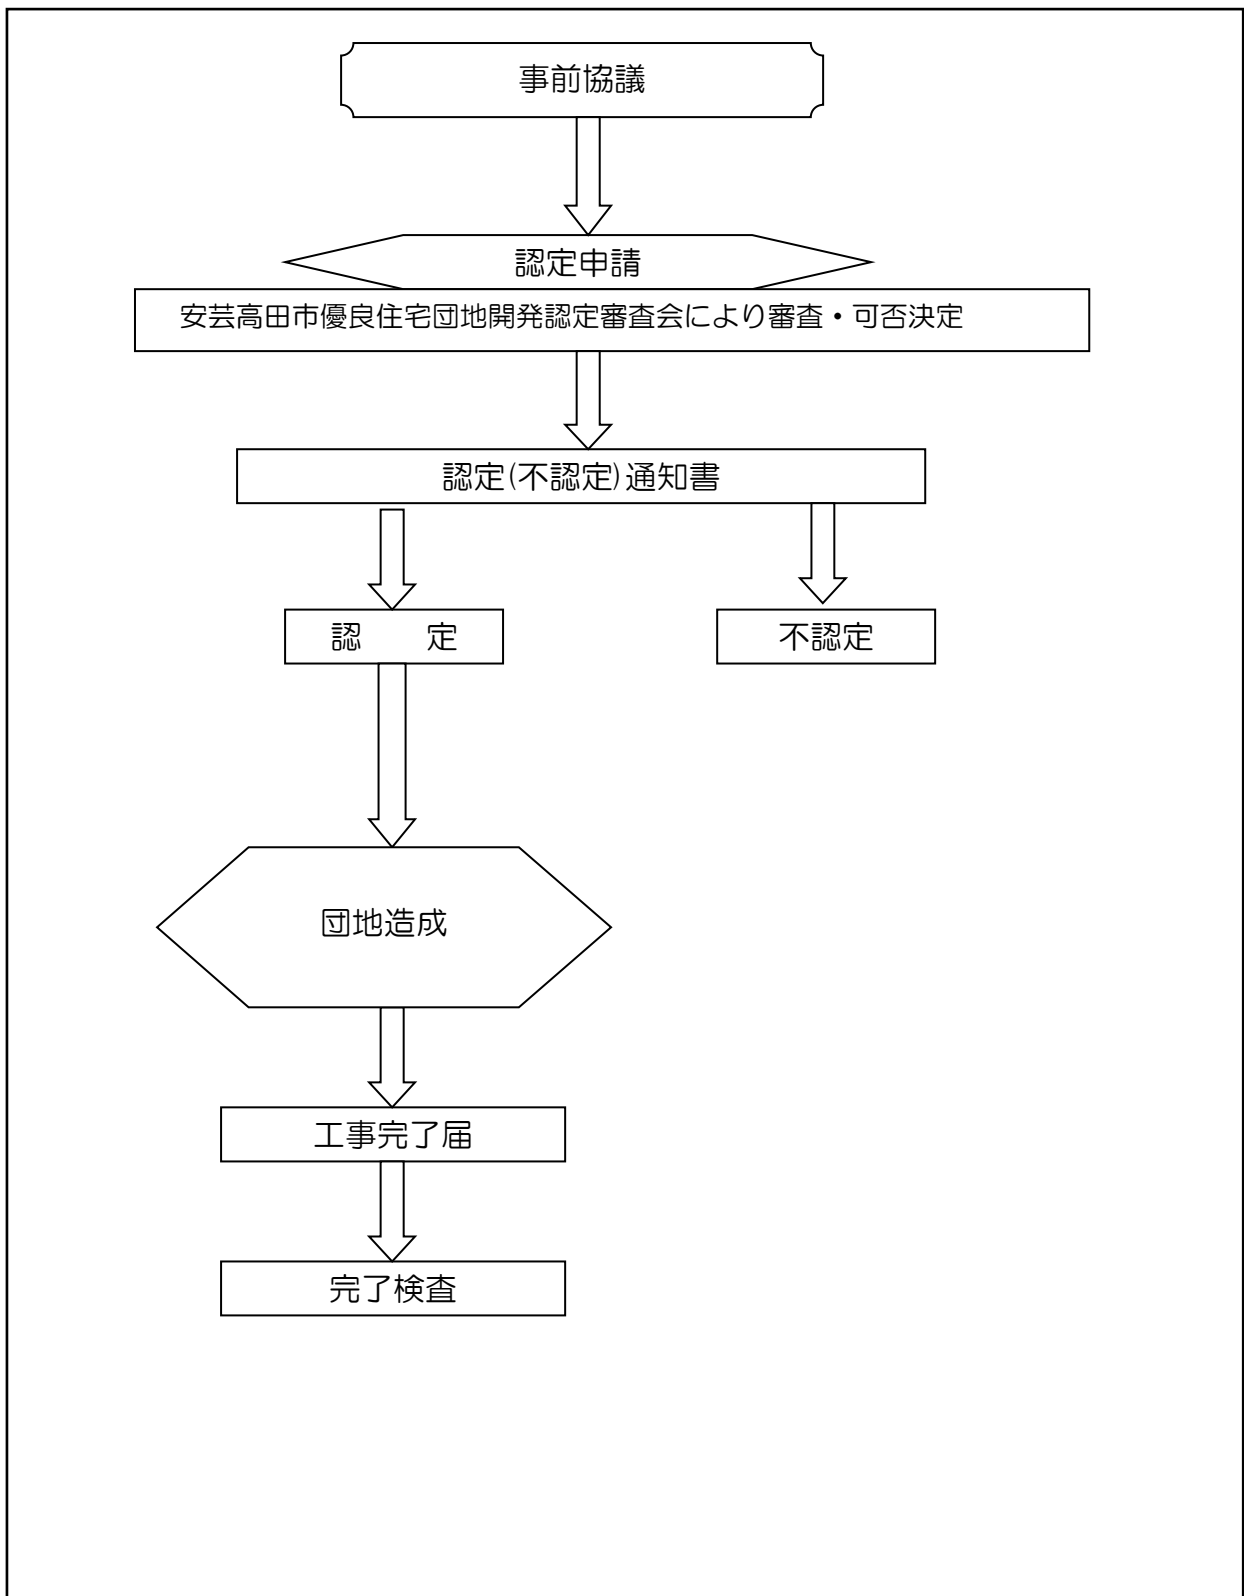 事前協議
認定申請
安芸高田市優良住宅団地開発認定審査会により審査・可否決定
認定(不認定)通知書
認　　定
不認定
団地造成
工事完了届
完了検査